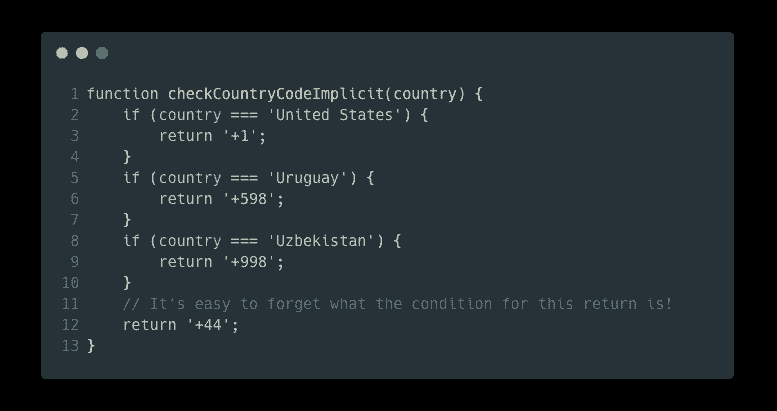 1 function checkCountryCodeImplicit(country) {
2     if (country === 'United States') {
3         return '+1';
4     }
5     if (country === 'Uruguay') {
6         return '+598';
7     }
8     if (country === 'Uzbekistan') {
9         return '+998';
10     }
11     // It's easy to forget what the condition for this return is!
12     return '+44';
13 }